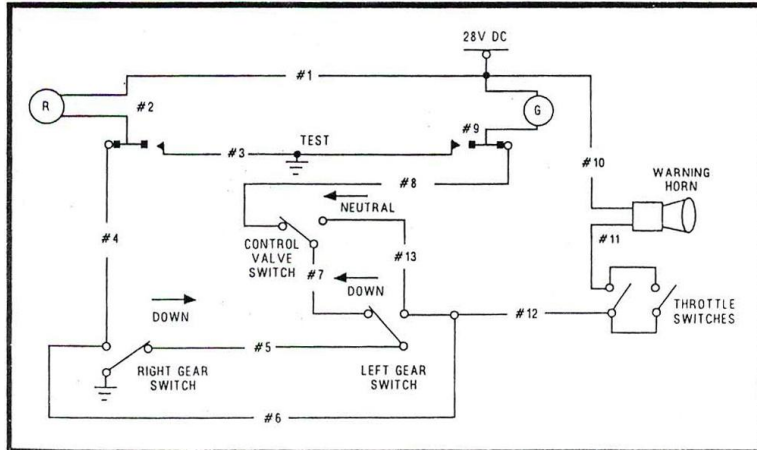 28V DC
#1
R
#2
G
#9
TEST
#3
#10
#8
WARNING
HORN
NEUTRAL
#4
#11
CONTROL
VALVE
SWITCH
#7
#13
DOWN
DOWN
#12
THROTTLE
SWITCHES
#5
RIGHT GEAR
SWITCH
LEFT GEAR
SWITCH
#6